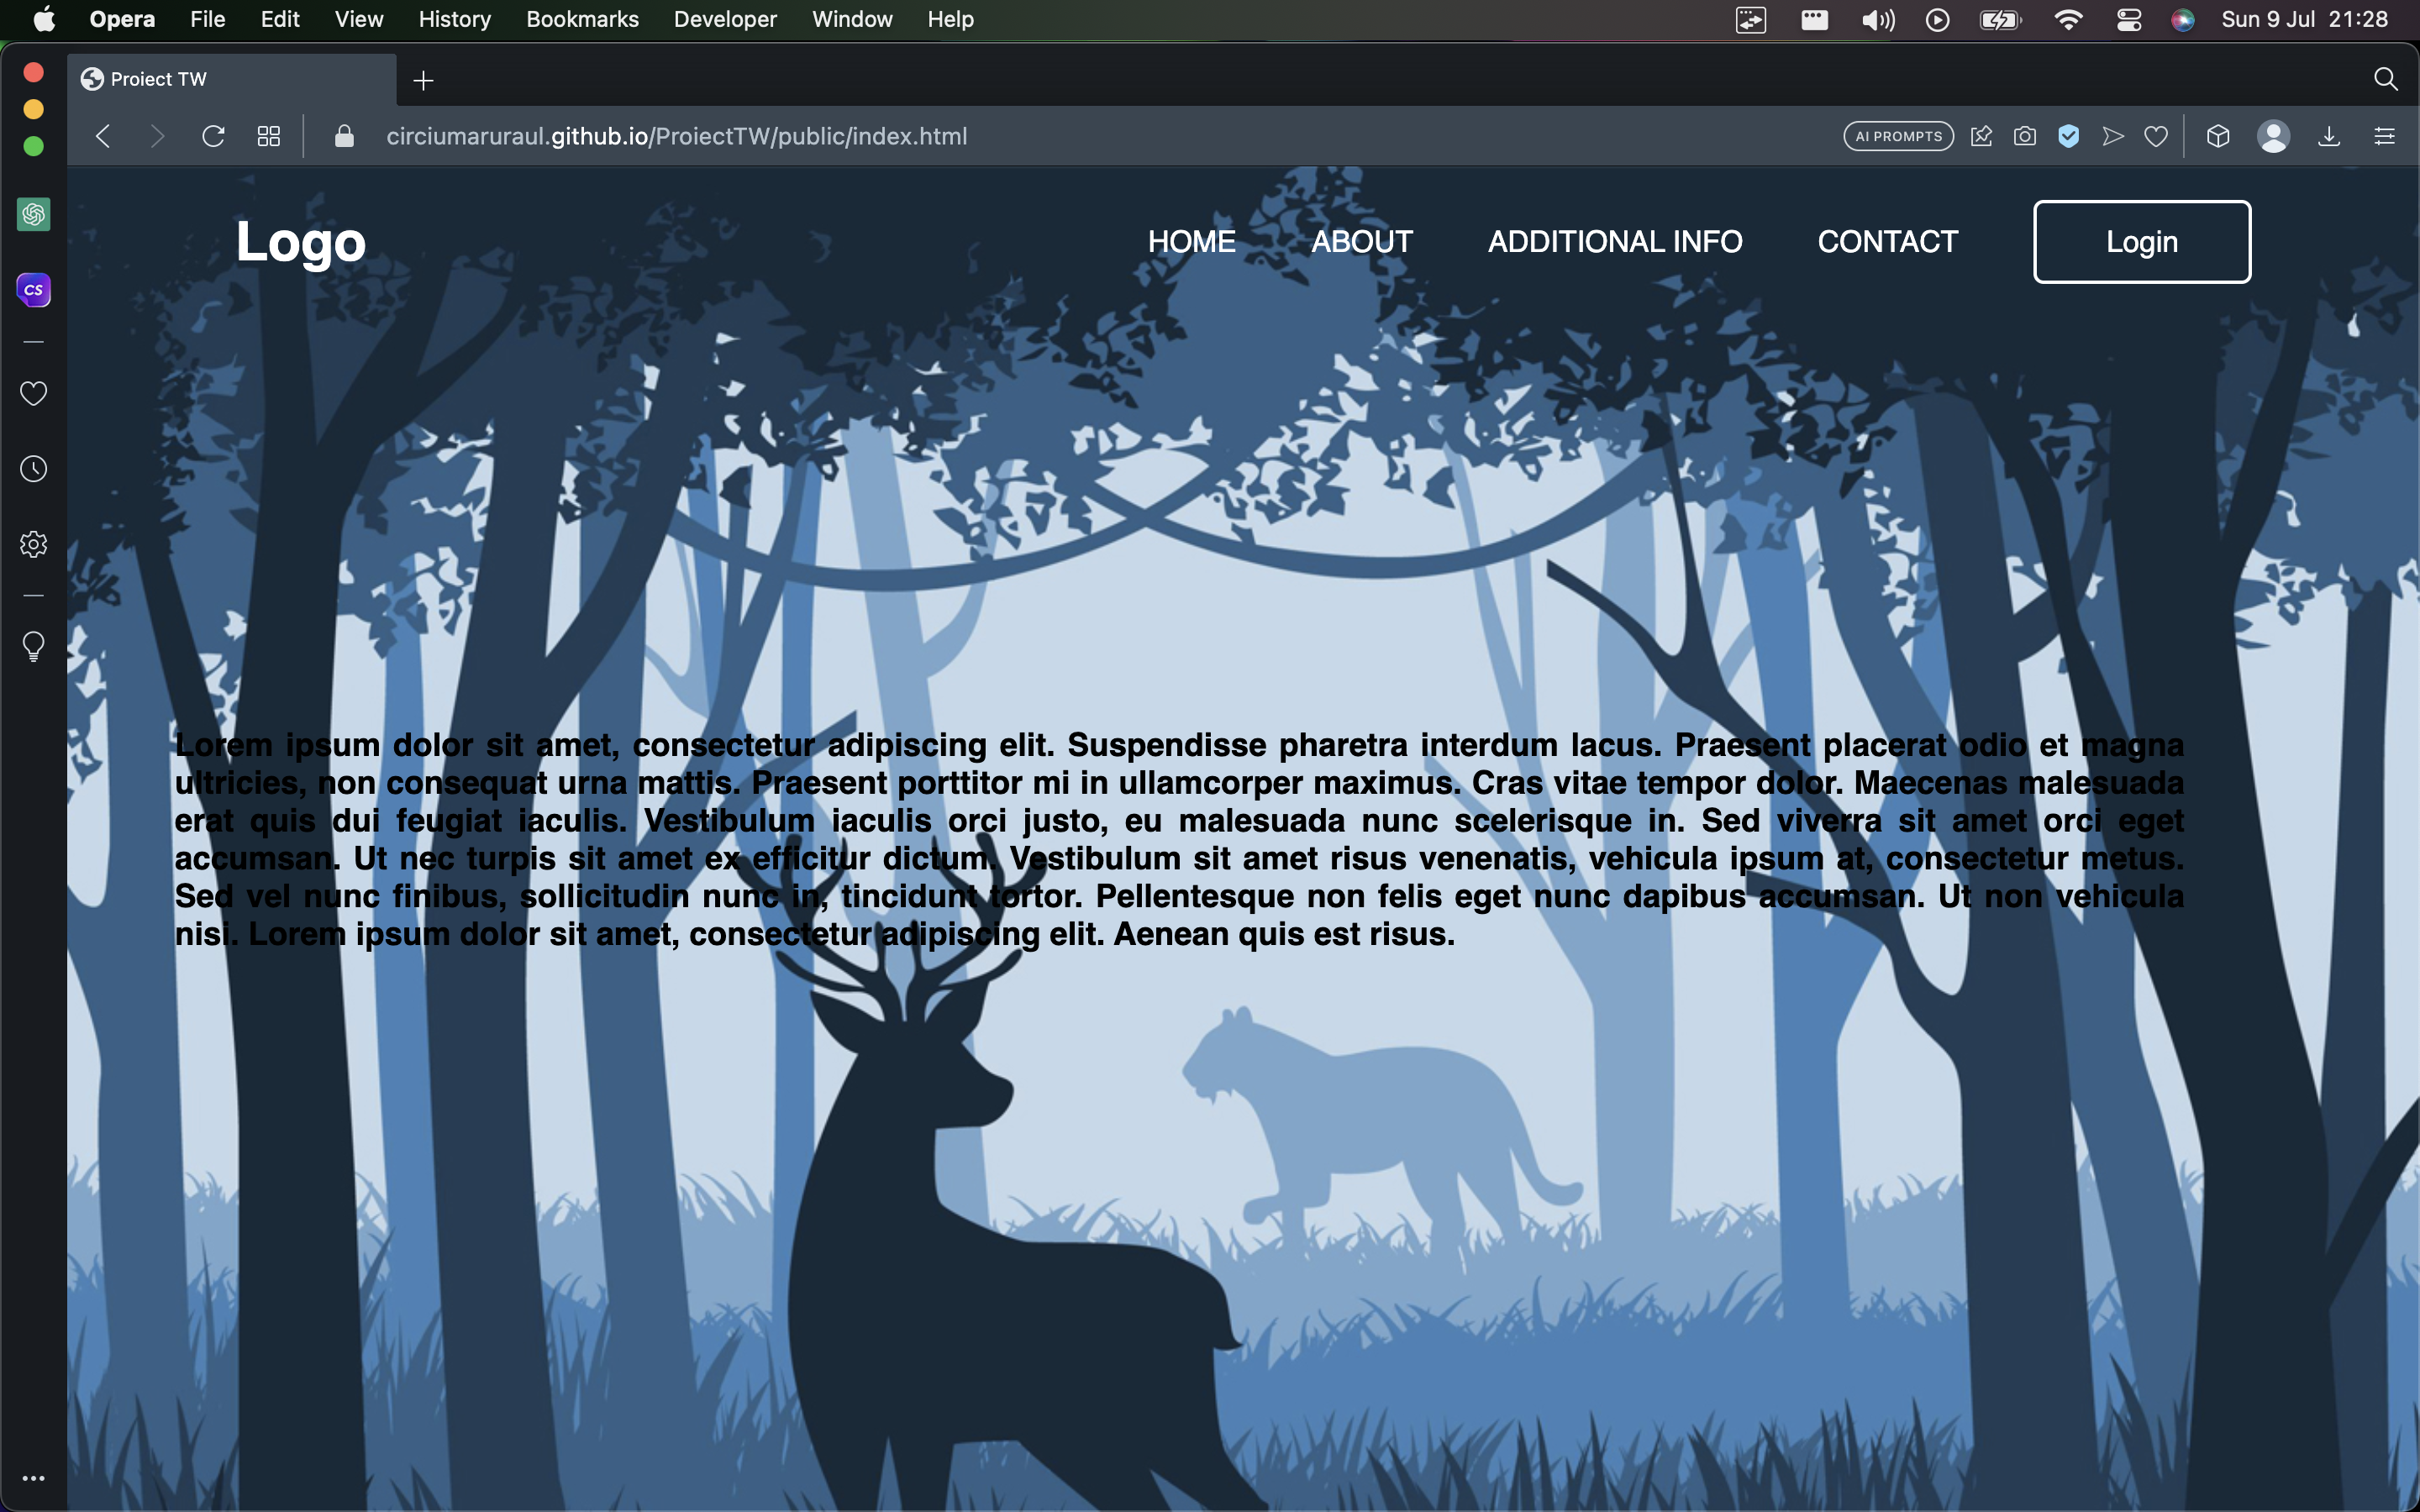 Opera File Edit View History Bookmarks Developer Window Help Sun 9 Jul 21:28
Proiect TW
circiumaruraul.github.io/ProiectTW/public/index.html AI PROMPTS
CS
Logo HOME ABOUT ADDITIONAL INFO CONTACT Login
Lorem ipsum dolor sit amet, consectetur adipiscing elit. Suspendisse pharetra interdum lacus. Praesent placerat odio et magna
ultricies, non consequat urna mattis. Praesent porttitor mi in ullamcorper maximus. Cras vitae tempor dolor. Maecenas malesuada
erat quis dui feugiat iaculis. Vestibulum iaculis orci justo, eu malesuada nunc scelerisque in. Sed viverra sit amet orci eget
accumsan. Ut nec turpis sit amet ex efficitur dictum. Vestibulum sit amet risus venenatis, vehicula ipsum at, consectetur metus.
Sed vel nunc finibus, sollicitudin nunc in, tincidunt tortor. Pellentesque non felis eget nunc dapibus accumsan. Ut non vehicula
nisi. Lorem ipsum dolor sit amet, consectetur adipiscing elit. Aenean quis est risus.